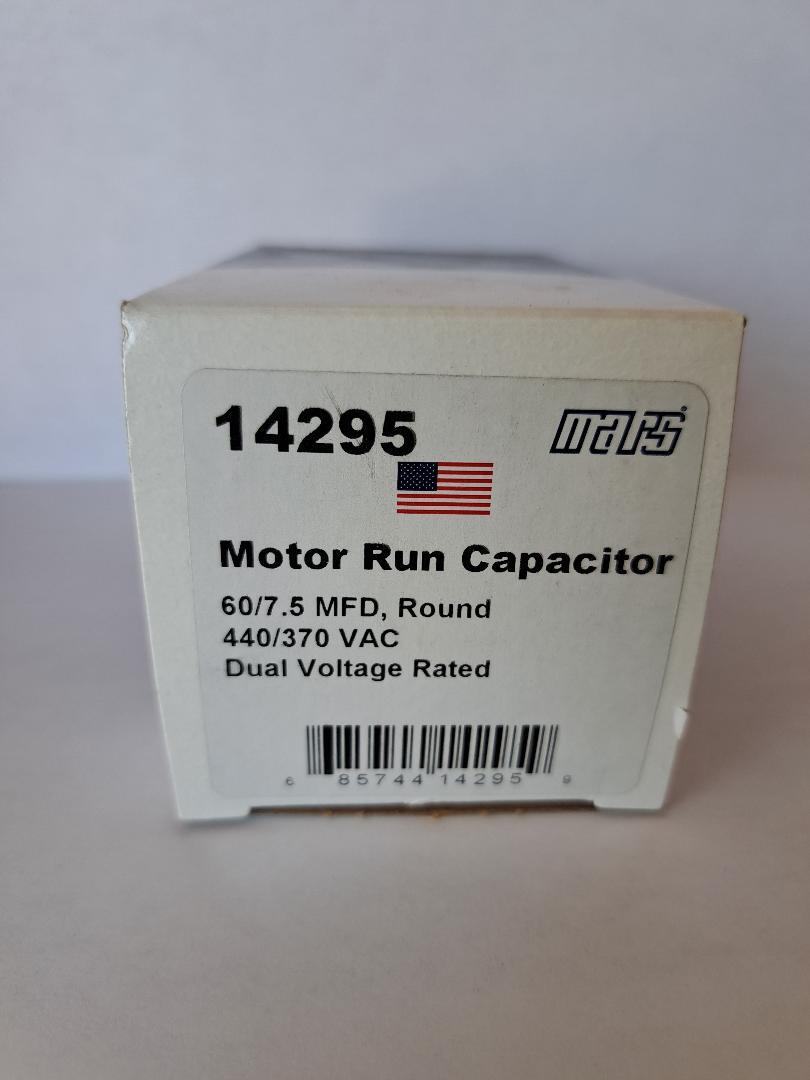 14295
mars
Motor Run Capacitor
60/7.5 MFD, Round
440/370 VAC
Dual Voltage Rated
6 85744 14295 9